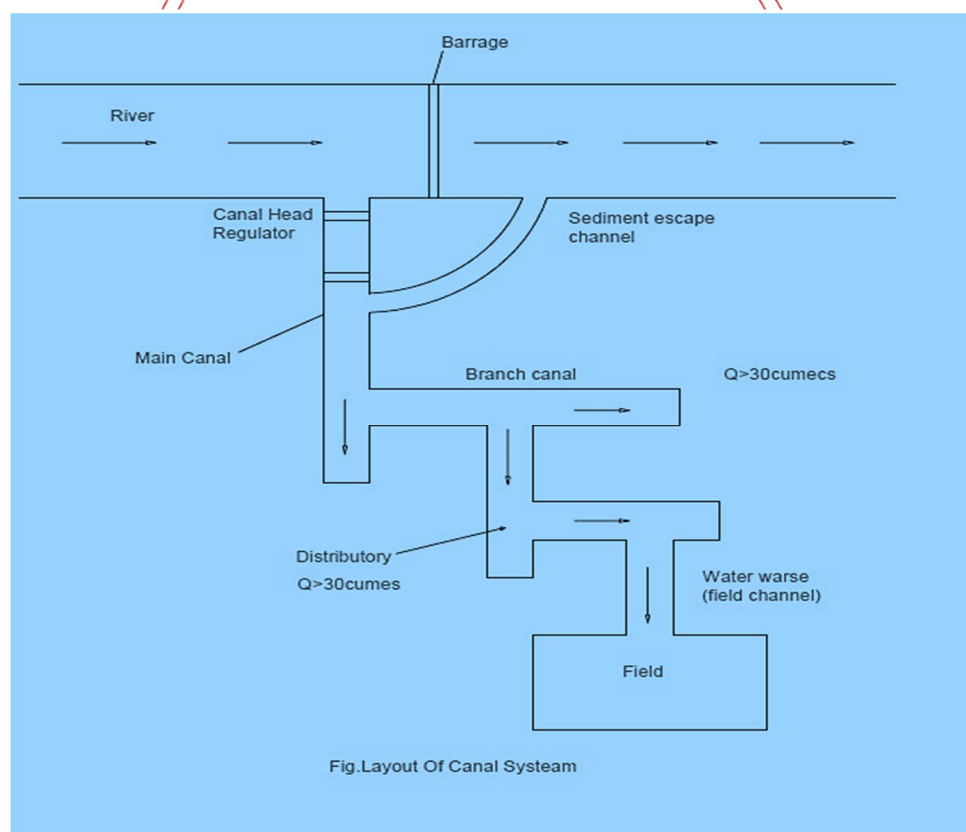 Barrage
River
Canal Head
Regulator
Sediment escape
channel
Main Canal
Branch canal
Q>30cumecs
Distributory
Q>30cumes
Water warse
(field channel)
Field
Fig.Layout Of Canal Systeam